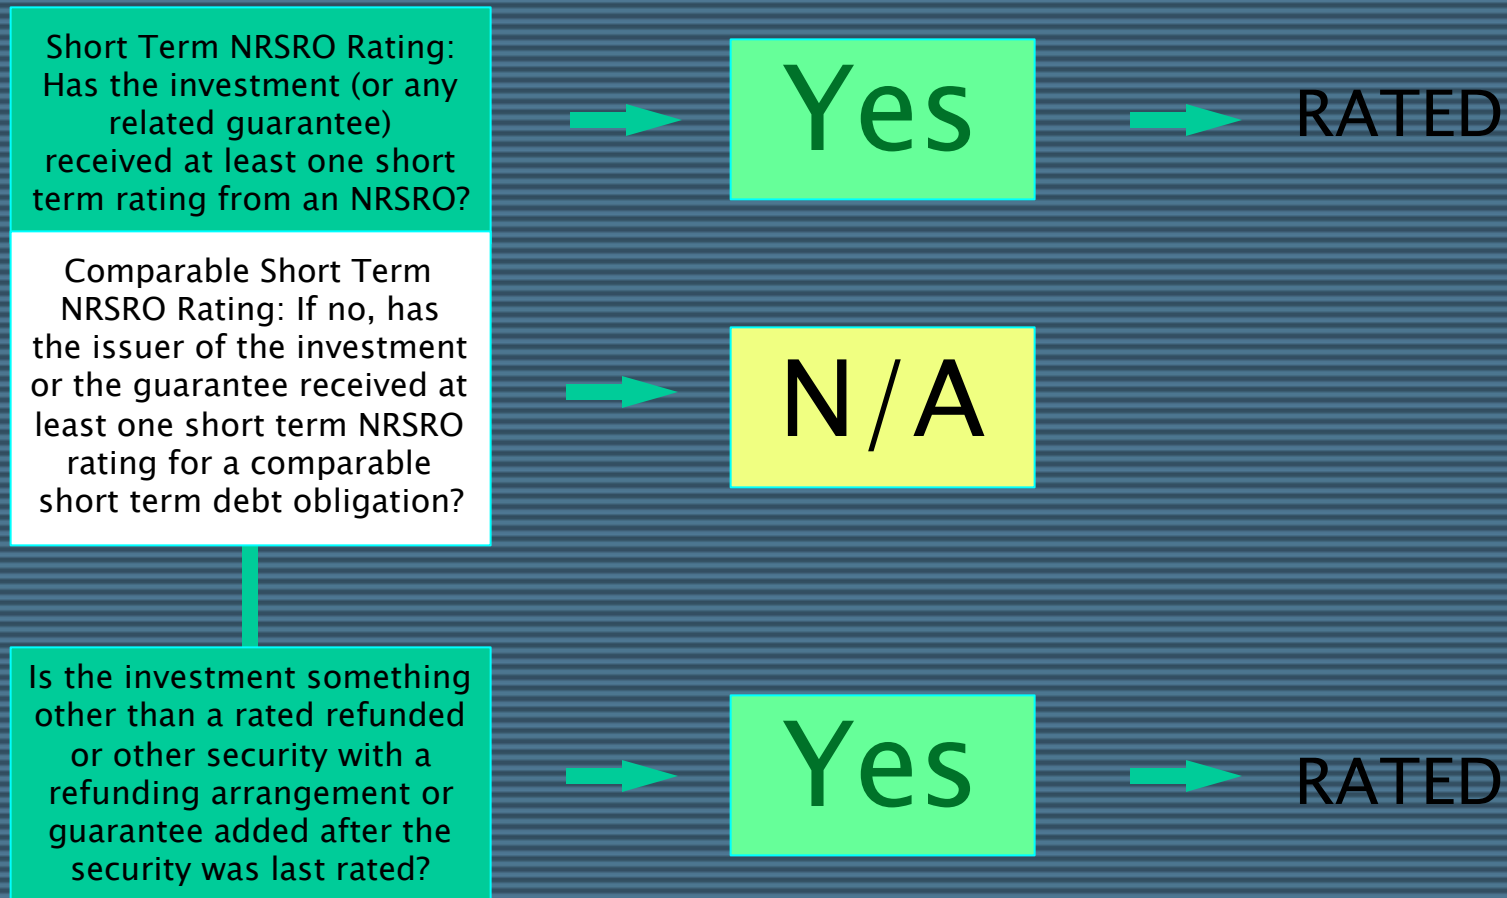 Short Term NRSRO Rating:
Has the investment (or any
related guarantee)
received at least one short
term rating from an NRSRO?
Yes
RATED
Comparable Short Term
NRSRO Rating: If no, has
the issuer of the investment
or the guarantee received at
least one short term NRSRO
rating for a comparable
short term debt obligation?
N/A
Is the investment something
other than a rated refunded
or other security with a
refunding arrangement or
guarantee added after the
security was last rated?
Yes
RATED